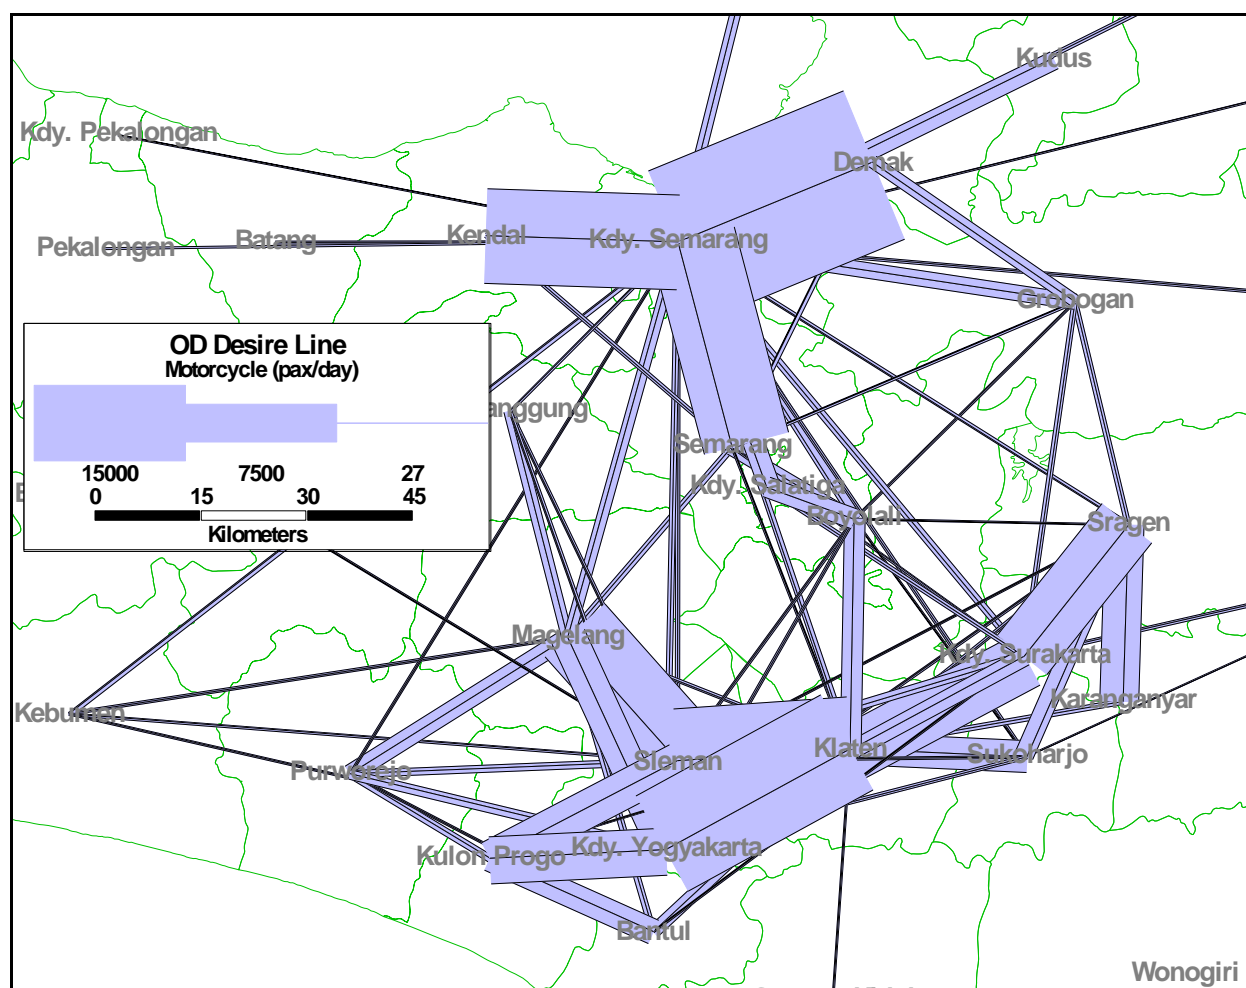 Kudus
Kdy. Pekalongan
Demak
Pekalongan
Batang
Kendal
Kdy. Semarang
Grobogan
OD Desire Line
Motorcycle (pax/day)
15000 7500 27
0 15 30 45
Kilometers
anggung
Semarang
Kdy. Salatiga
Boyolali
Sragen
Magelang
Kdy. Surakarta
Karanganyar
Kebumen
Purworejo
Sleman
Klaten
Sukoharjo
Kulon Progo
Kdy. Yogyakarta
Bantul
Wonogiri